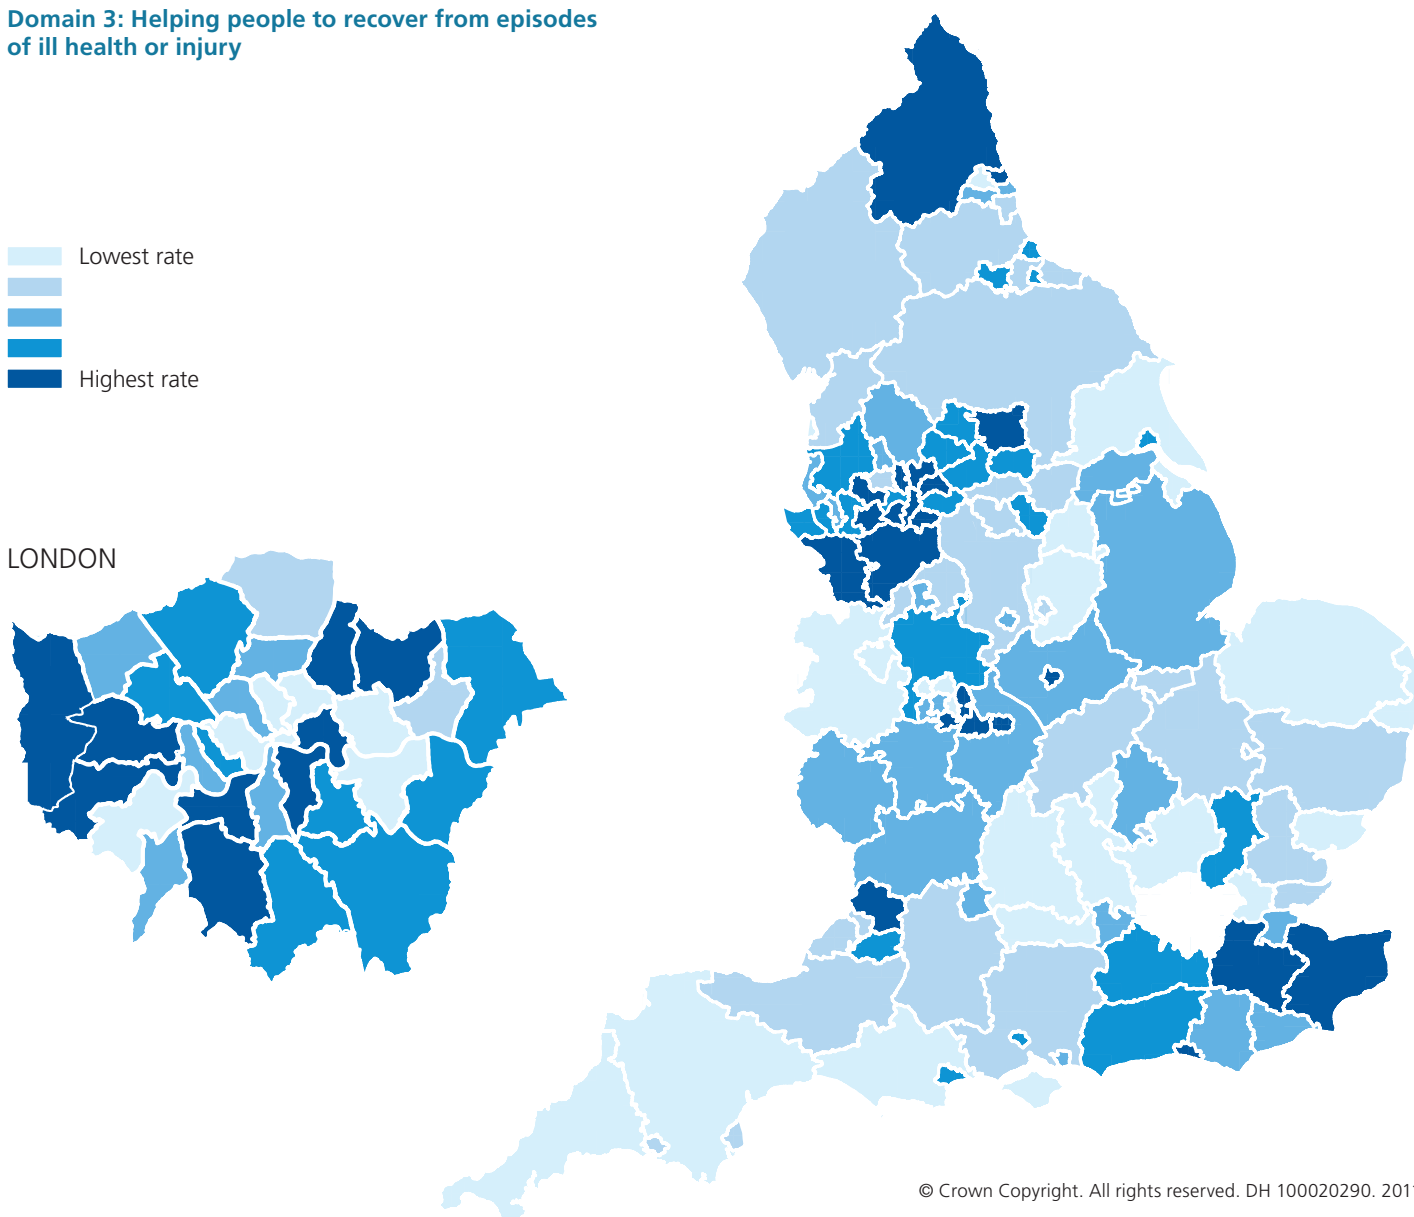 Domain 3: Helping people to recover from episodes
of ill health or injury
Lowest rate
Highest rate
LONDON
© Crown Copyright. All rights reserved. DH 100020290. 201